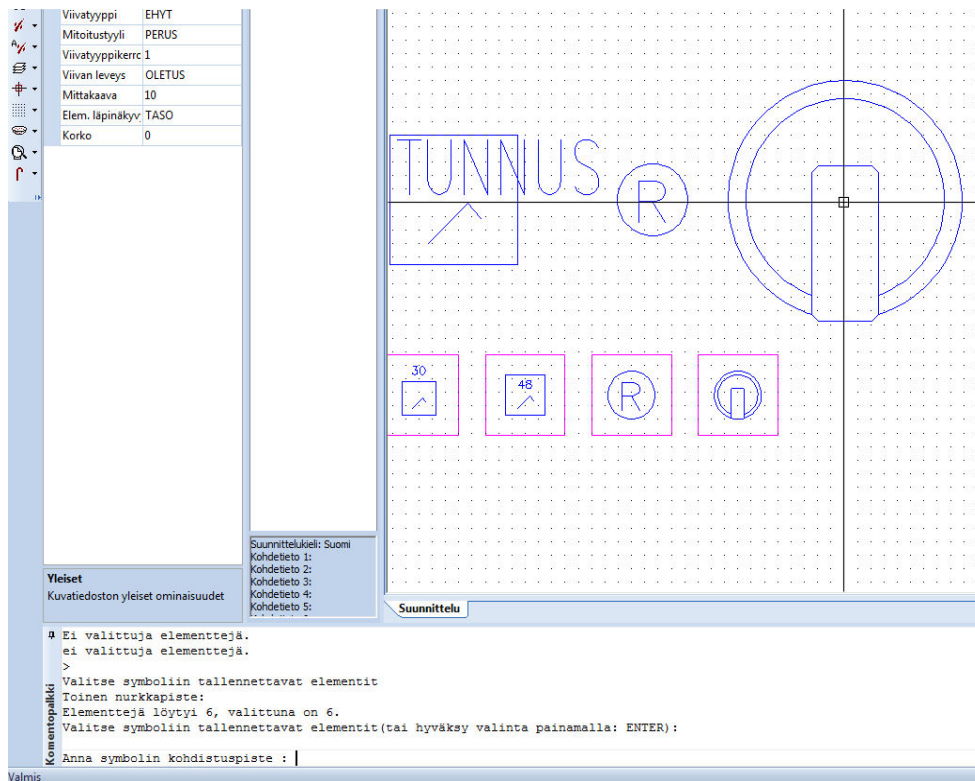 Viivatyyppi EHYT
Mitoitustyyli PERUS
Viivatyyppikerrc 1
Viivan leveys OLETUS
Mittakaava 10
Elem. läpinäkyv TASO
Korko 0
TUNNUS
R
30
48
R
Suunnittelukieli: Suomi
Kohdetieto 1:
Kohdetieto 2:
Kohdetieto 3:
Kohdetieto 4:
Kohdetieto 5:
Yleiset
Kuvatiedoston yleiset ominaisuudet
Suunnittelu
Komentopalkki
Ei valittuja elementtejä.
ei valittuja elementtejä.
>
Valitse symboliin tallennettavat elementit
Toinen nurkkapiste:
Elementtejä löytyi 6, valittuna on 6.
Valitse symboliin tallennettavat elementit(tai hyväksy valinta painamalla: ENTER):
Anna symbolin kohdistuspiste :
Valmis